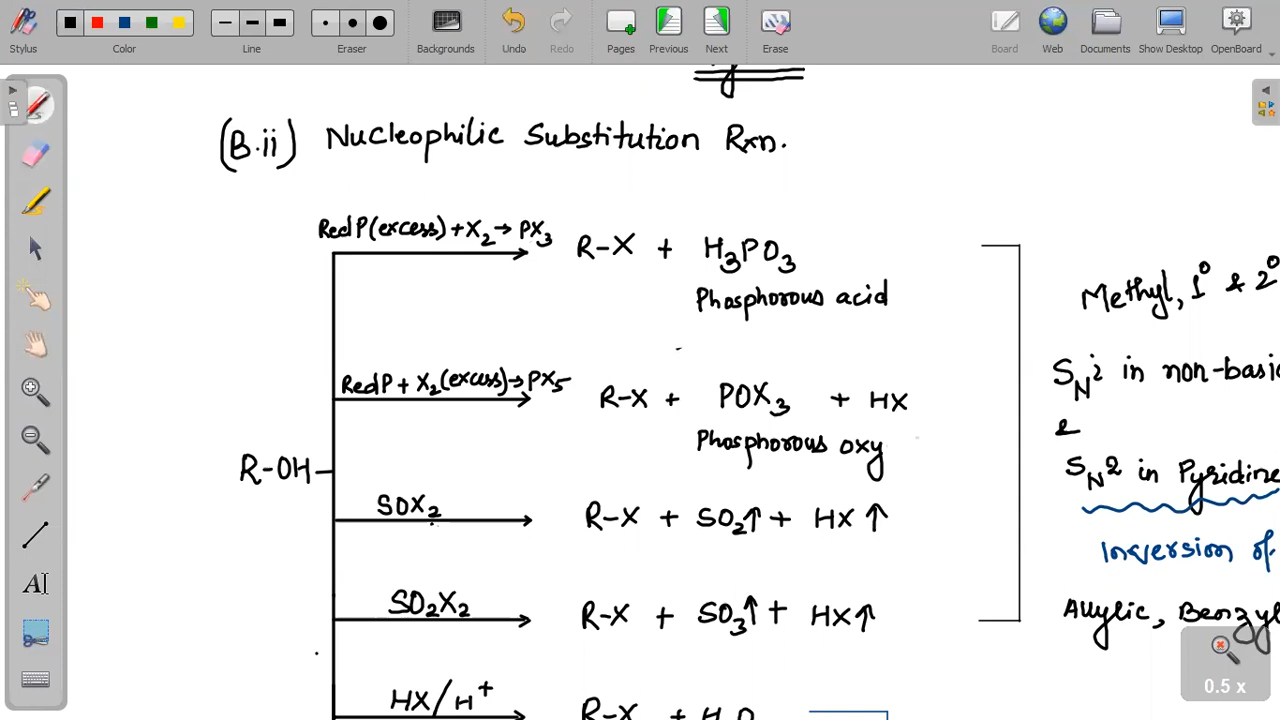 Stylus
Color
Line
Eraser
Backgrounds
Undo
Redo
Pages
Previous
Next
Erase
Board
Web
Documents
Show Desktop
OpenBoard
(B.ii) Nucleophilic Substitution Rxn.
Red P (excess) + X₂ → PX₃
R-X + H₃PO₃
Phosphorous acid
Methyl, 1° & 2°
Red P + X₂ (excess) → PX₅
R-X + POX₃ + HX
Phosphorous oxy
SNi in non-basic
&
R-OH
SN2 in Pyridine
SOX₂
R-X + SO₂↑ + HX↑
Inversion of
SO₂X₂
R-X + SO₃↑ + HX↑
Allylic, Benzyl
HX/H⁺
R-X + H₂O
0.5 x